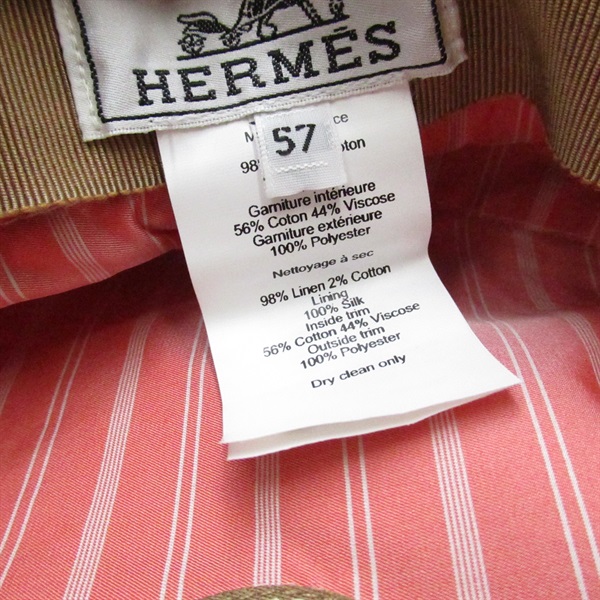 HERMÈS
57
98%
Garniture intérieure
56% Coton 44% Viscose
Garniture extérieure
100% Polyester
Nettoyage à sec
98% Linen 2% Cotton
Lining
100% Silk
Inside trim
56% Cotton 44% Viscose
Outside trim
100% Polyester
Dry clean only